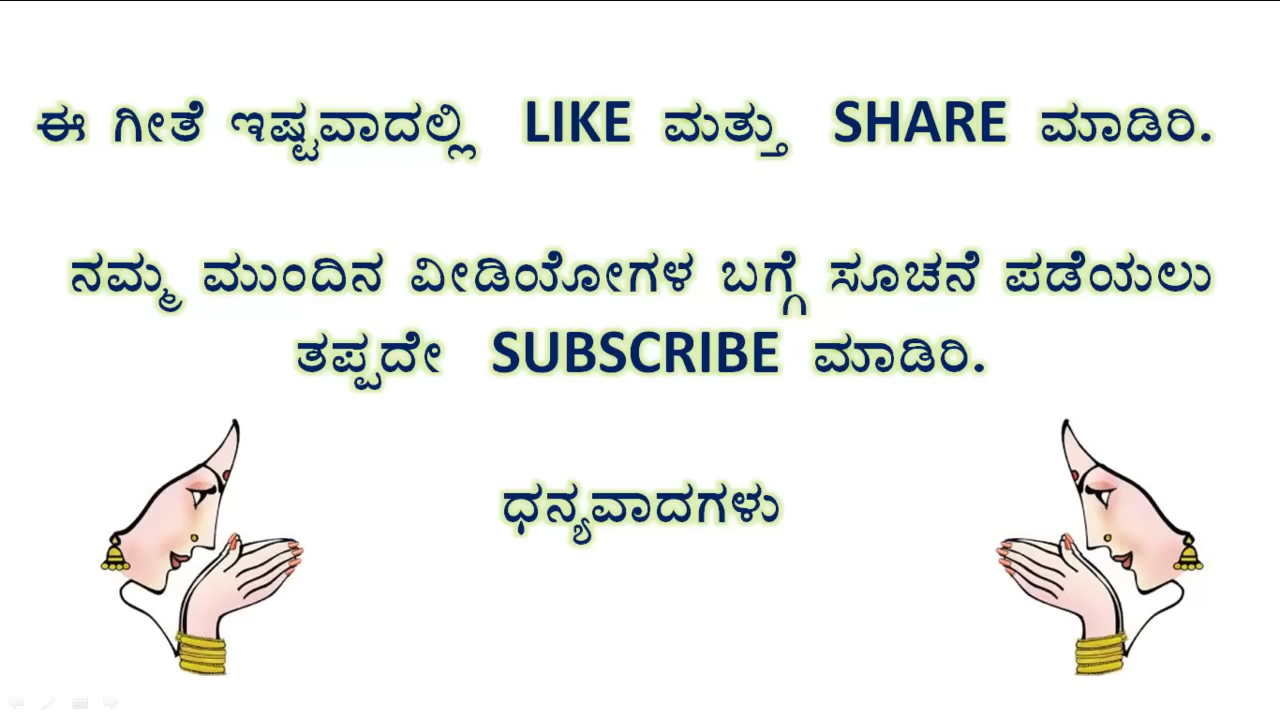 ಈ ಗೀತೆ ಇಷ್ಟವಾದಲ್ಲಿ LIKE ಮತ್ತು SHARE ಮಾಡಿರಿ.
ನಮ್ಮ ಮುಂದಿನ ವೀಡಿಯೋಗಳ ಬಗ್ಗೆ ಸೂಚನೆ ಪಡೆಯಲು
ತಪ್ಪದೇ SUBSCRIBE ಮಾಡಿರಿ.
ಧನ್ಯವಾದಗಳು